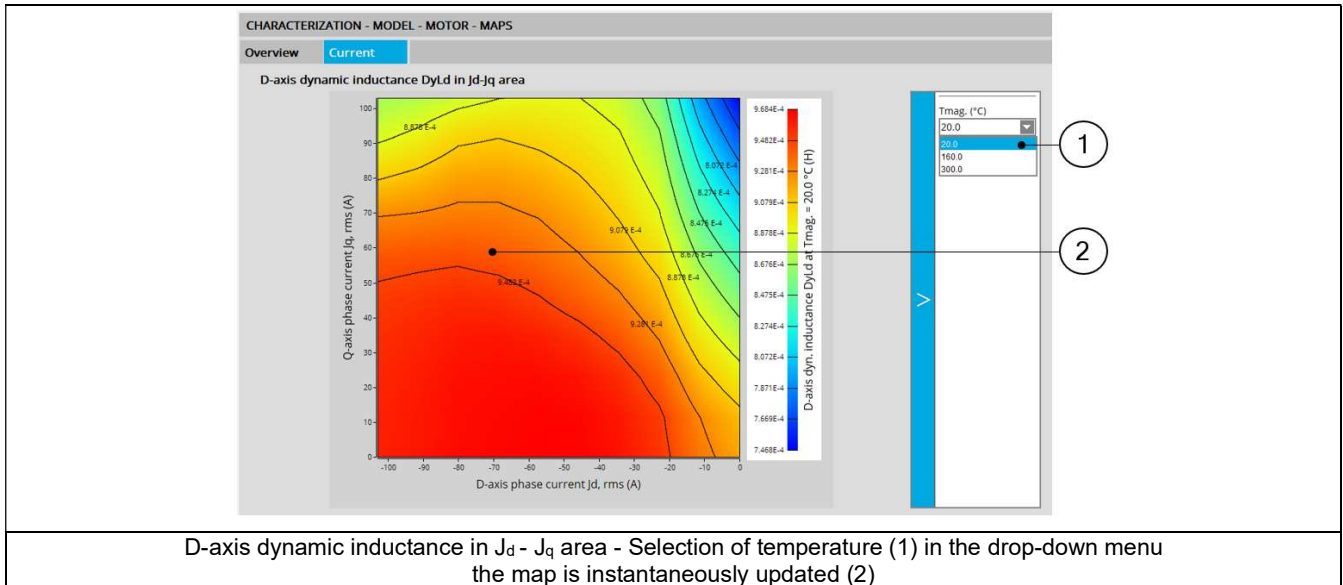 CHARACTERIZATION - MODEL - MOTOR - MAPS
Overview Current
D-axis dynamic inductance DyLd in Jd-Jq area
Q-axis phase current Jq, rms (A)
100
90
80
70
60
50
40
30
20
10
0
-100 -90 -80 -70 -60 -50 -40 -30 -20 -10 0
D-axis phase current Jd, rms (A)
8.878 E-4
8.072 E-4
8.274 E-4
8.475 E-4
9.079 E-4
8.676 E-4
8.878 E-4
9.482 E-4
9.281 E-4
9.684E-4
9.482E-4
9.281E-4
9.079E-4
8.878E-4
8.676E-4
8.475E-4
8.274E-4
8.072E-4
7.871E-4
7.669E-4
7.468E-4
D-axis dyn. inductance DyLd at Tmag. = 20.0 °C (H)
>
Tmag. (°C)
20.0
20.0
160.0
300.0
1
2
D-axis dynamic inductance in Jd - Jq area - Selection of temperature (1) in the drop-down menu
the map is instantaneously updated (2)